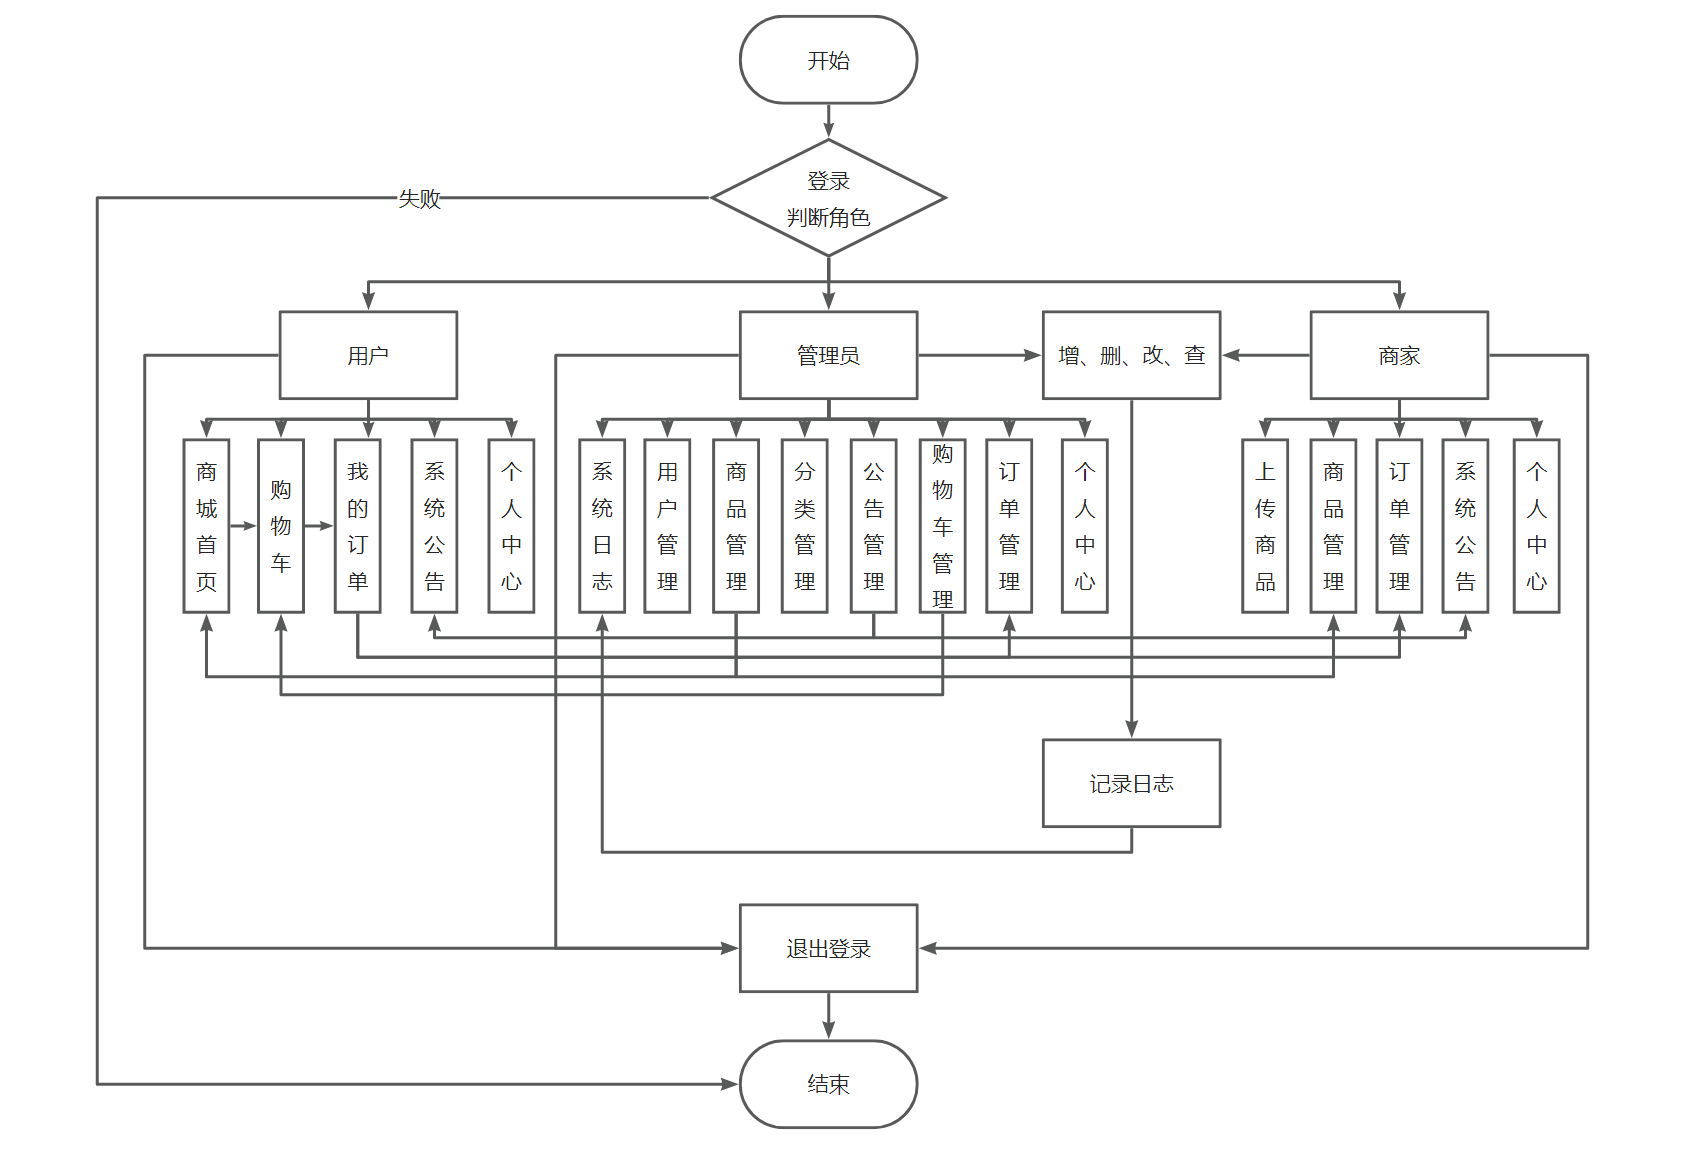 开始
登录
判断角色
失败
用户
管理员
增、删、改、查
商家
商城首页
购物车
我的订单
系统公告
个人中心
系统日志
用户管理
商品管理
分类管理
公告管理
购物车管理
订单管理
个人中心
上传商品
商品管理
订单管理
系统公告
个人中心
记录日志
退出登录
结束